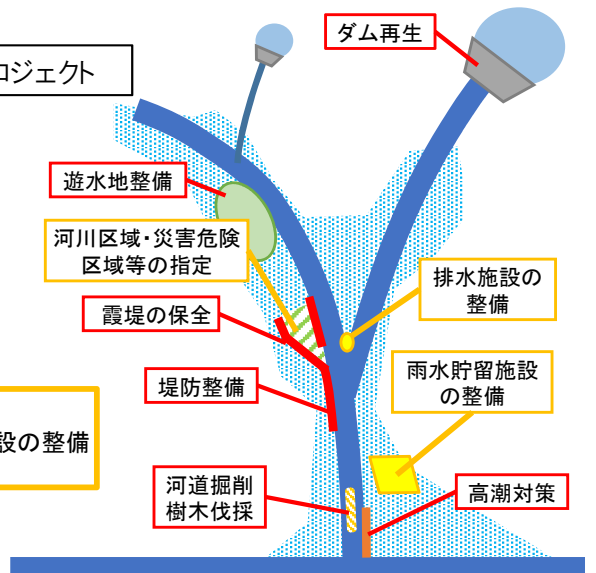 ダム再生
ロジェクト
遊水地整備
河川区域・災害危険
区域等の指定
排水施設の
整備
霞堤の保全
雨水貯留施設
の整備
堤防整備
設の整備
河道掘削
樹木伐採
高潮対策